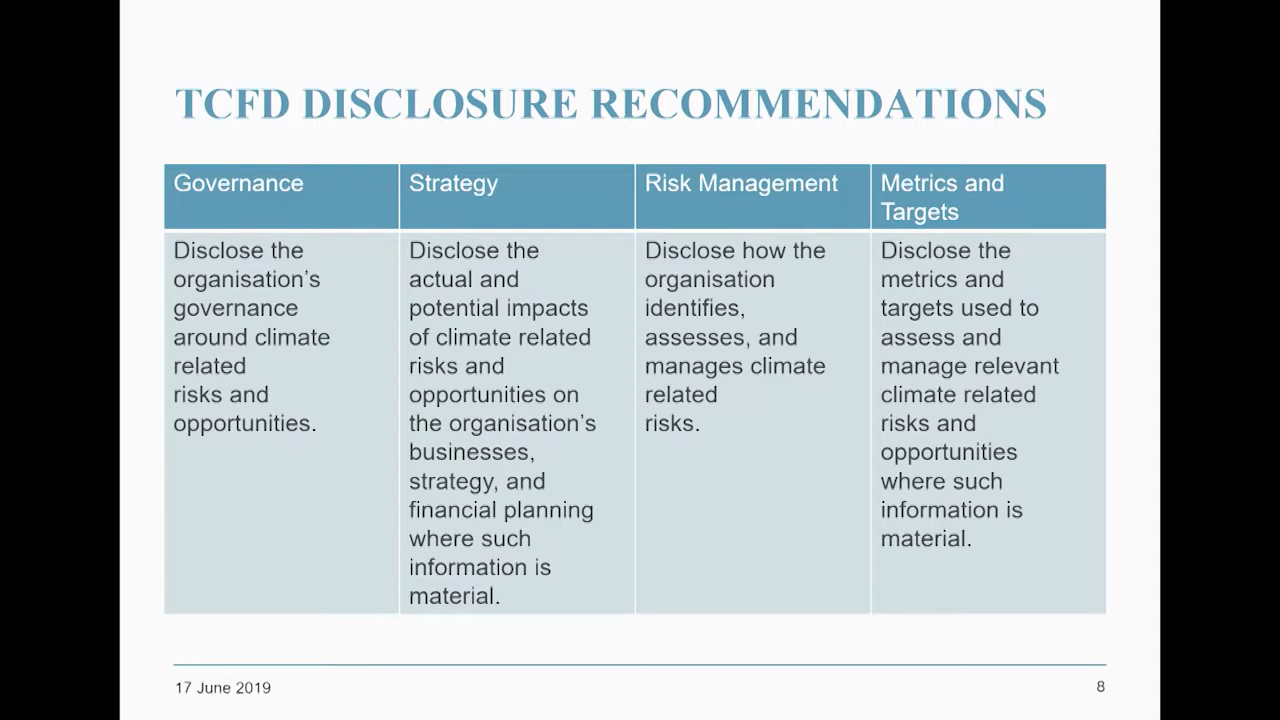 TCFD DISCLOSURE RECOMMENDATIONS
Governance
Disclose the
organisation's
governance
around climate
related
risks and
opportunities.
Strategy
Disclose the
actual and
potential impacts
of climate related
risks and
opportunities on
the organisation's
businesses,
strategy, and
financial planning
where such
information is
material.
Risk Management
Disclose how the
organisation
identifies,
assesses, and
manages climate
related
risks.
Metrics and
Targets
Disclose the
metrics and
targets used to
assess and
manage relevant
climate related
risks and
opportunities
where such
information is
material.
17 June 2019
8